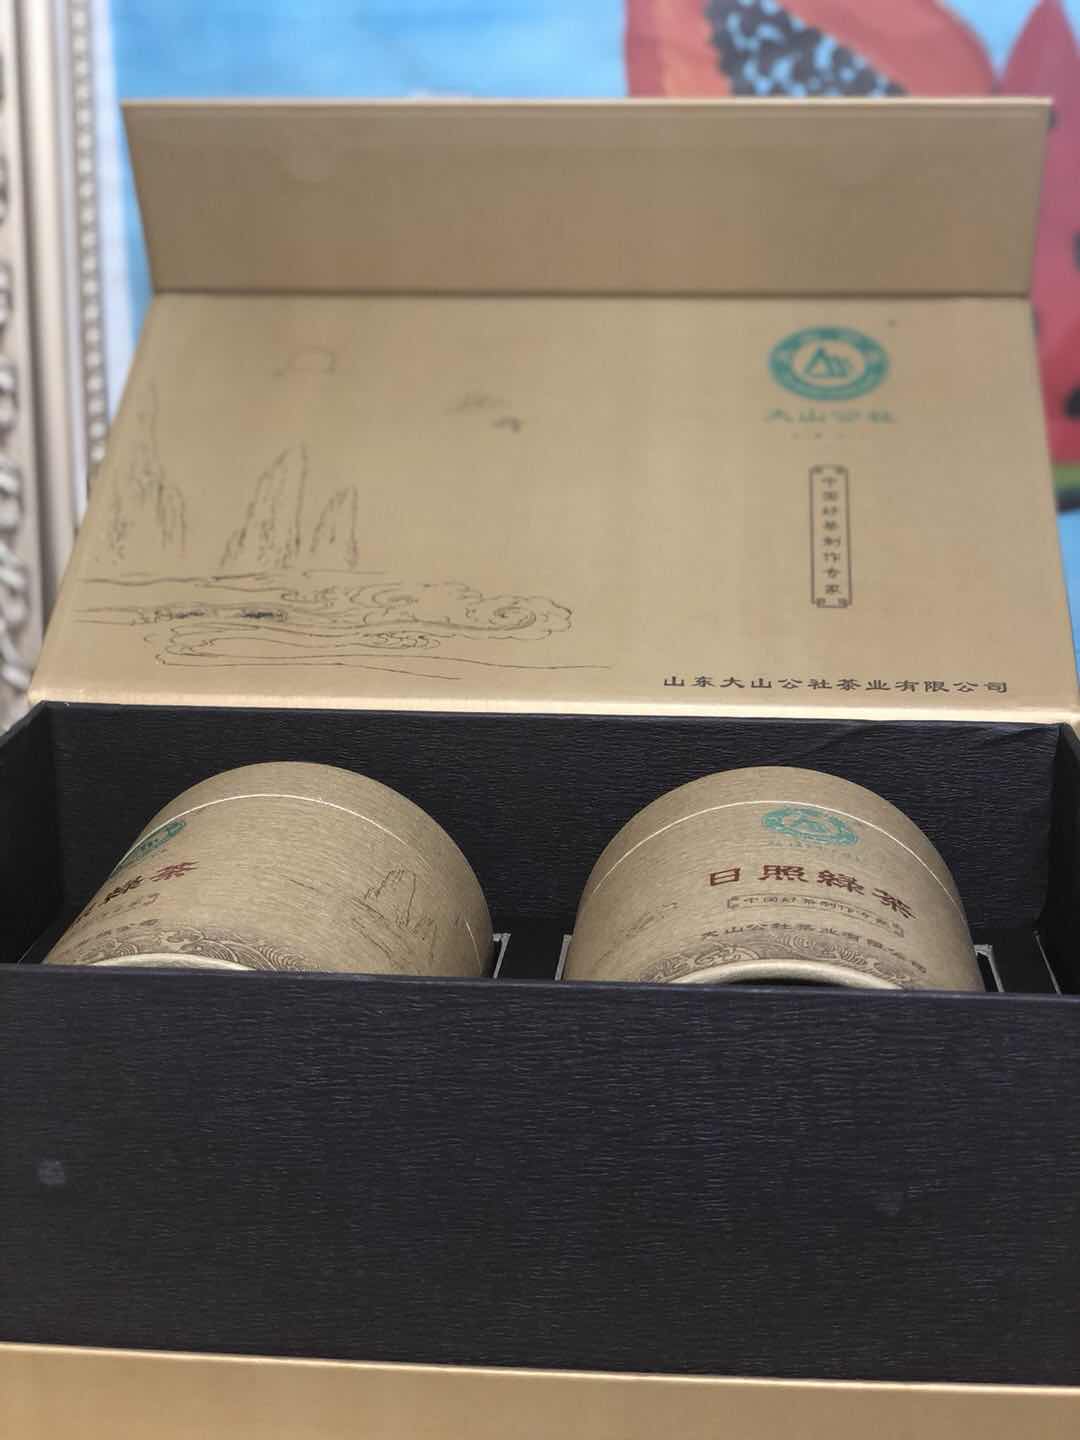 大山公社
中国好茶制作专家
山东大山公社茶业有限公司
绿茶
日照绿茶
中国好茶制作专家
大山公社茶业有限公司